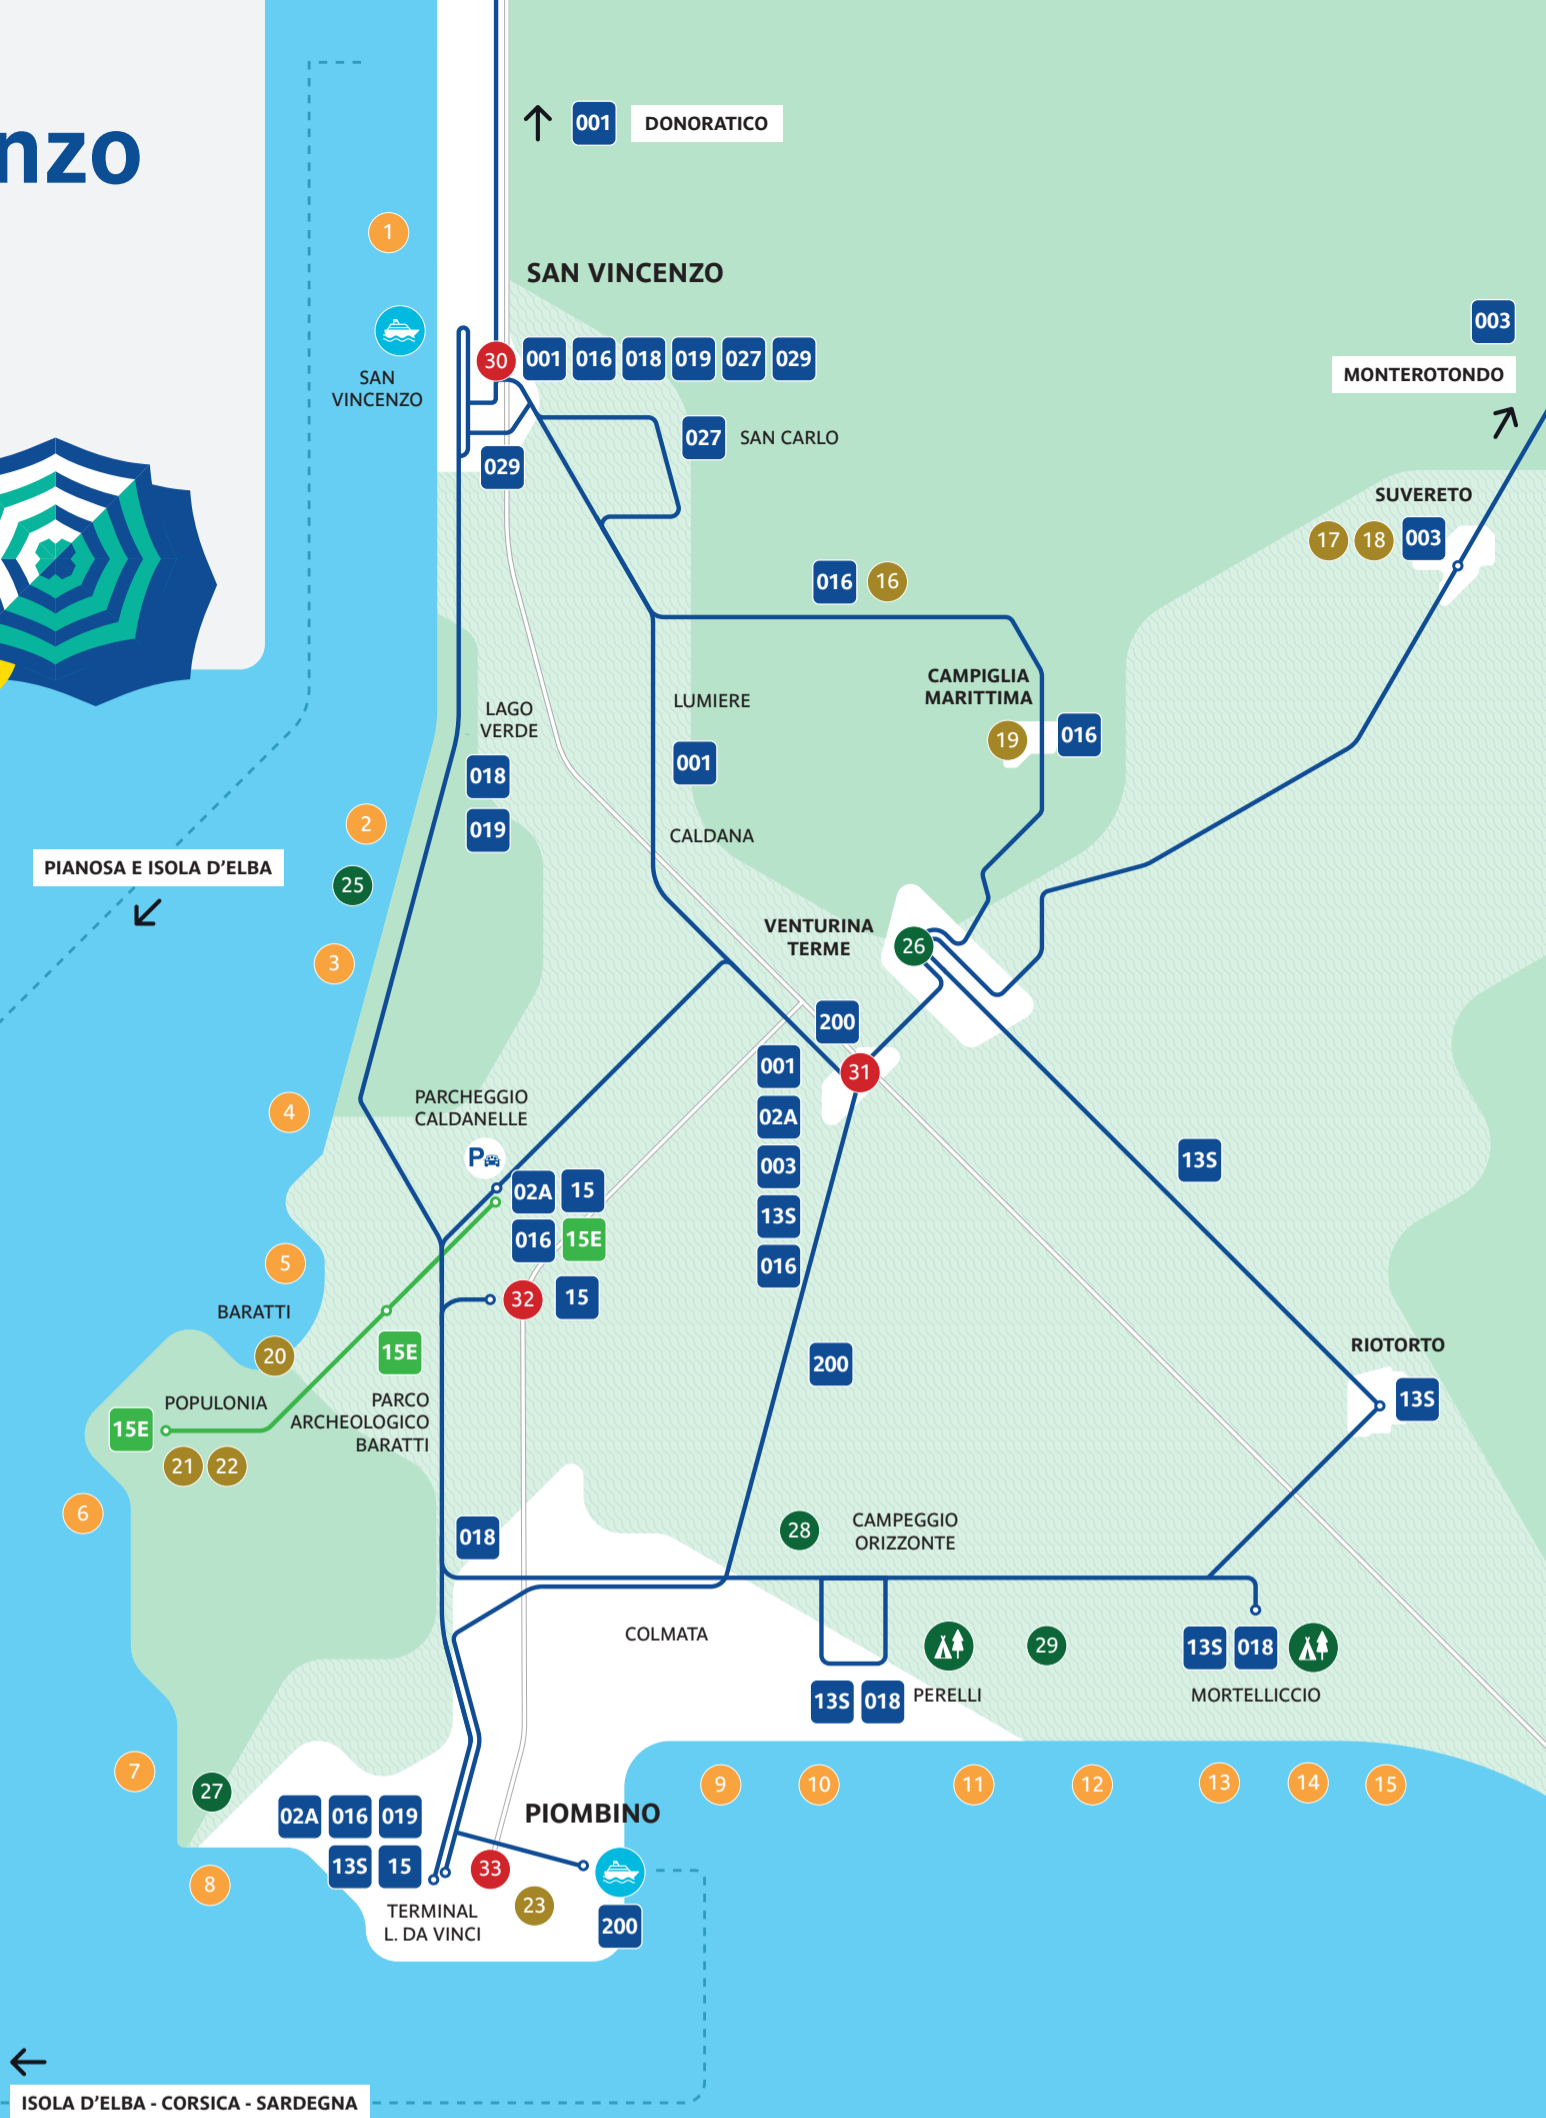 nzo
001 DONORATICO
1
SAN VINCENZO
SAN
VINCENZO
30 001 016 018 019 027 029
003
MONTEROTONDO
027 SAN CARLO
029
SUVERETO
17 18 003
016 16
CAMPIGLIA
MARITTIMA
19 016
LAGO
VERDE
018
019
LUMIERE
001
CALDANA
2
PIANOSA E ISOLA D'ELBA
25
3
VENTURINA
TERME
26
200
31
001
02A
003
13S
016
4
PARCHEGGIO
CALDANELLE
P
02A 15
016 15E
13S
5
32 15
BARATTI
20
15E
200
RIOTORTO
13S
POPULONIA
15E
21 22
PARCO
ARCHEOLOGICO
BARATTI
6
018
28
CAMPEGGIO
ORIZZONTE
COLMATA
29
13S 018
MORTELLICCIO
13S 018 PERELLI
7
27
9
10
11
12
13
14
15
02A 016 019
13S 15
PIOMBINO
8
33
TERMINAL
L. DA VINCI
23
200
ISOLA D'ELBA - CORSICA - SARDEGNA